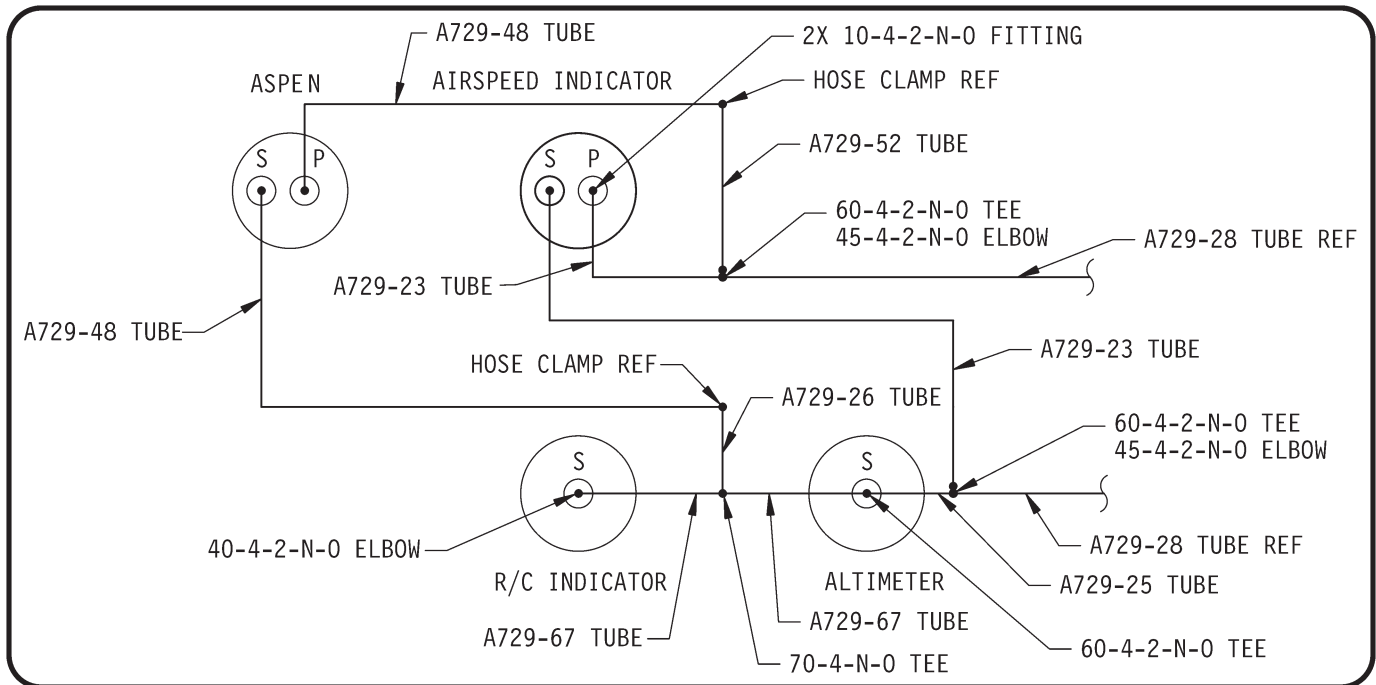 A729-48 TUBE
2X 10-4-2-N-O FITTING
ASPEN
AIRSPEED INDICATOR
HOSE CLAMP REF
S P
S P
A729-52 TUBE
60-4-2-N-O TEE
45-4-2-N-O ELBOW
A729-28 TUBE REF
A729-23 TUBE
A729-48 TUBE
A729-23 TUBE
HOSE CLAMP REF
A729-26 TUBE
60-4-2-N-O TEE
45-4-2-N-O ELBOW
S
S
40-4-2-N-O ELBOW
A729-28 TUBE REF
R/C INDICATOR
ALTIMETER
A729-25 TUBE
A729-67 TUBE
A729-67 TUBE
60-4-2-N-O TEE
70-4-N-O TEE